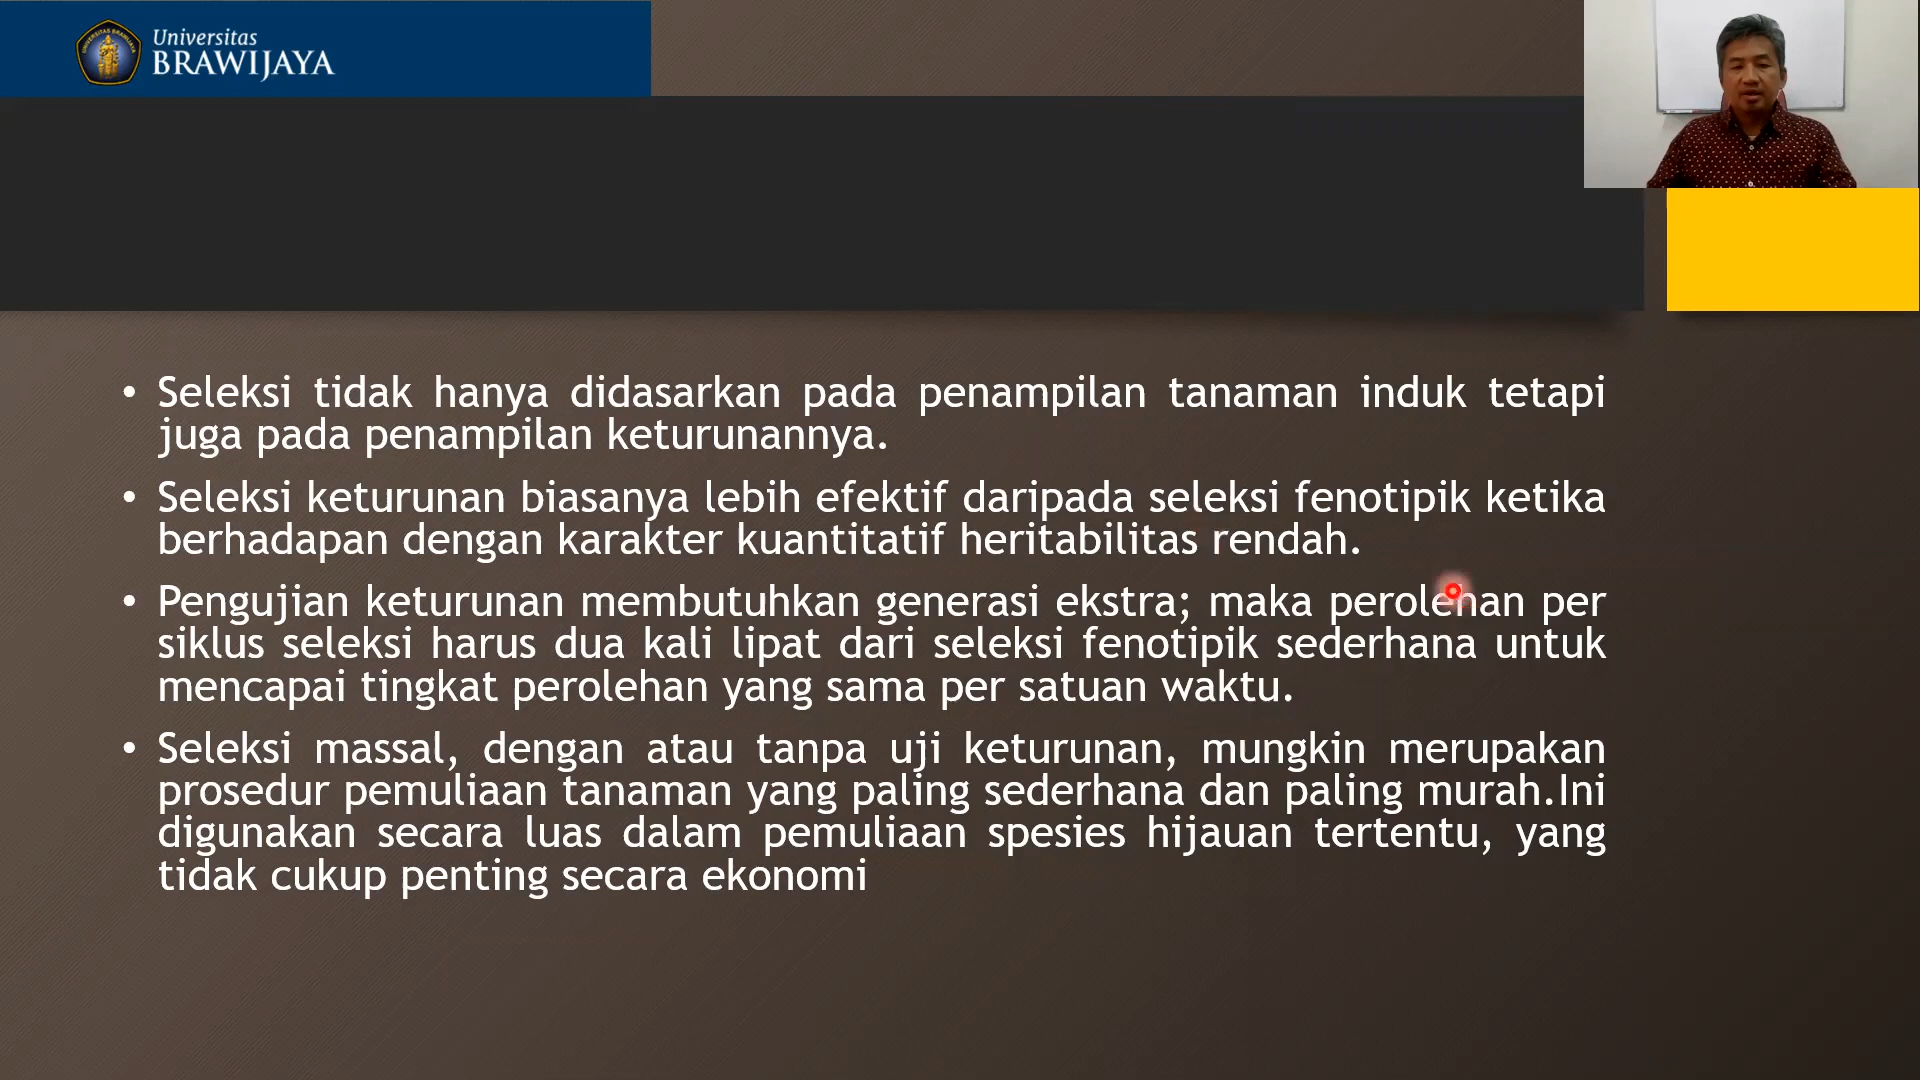 Universitas
BRAWIJAYA
• Seleksi tidak hanya didasarkan pada penampilan tanaman induk tetapi
juga pada penampilan keturunannya.
• Seleksi keturunan biasanya lebih efektif daripada seleksi fenotipik ketika
berhadapan dengan karakter kuantitatif heritabilitas rendah.
• Pengujian keturunan membutuhkan generasi ekstra; maka perolehan per
siklus seleksi harus dua kali lipat dari seleksi fenotipik sederhana untuk
mencapai tingkat perolehan yang sama per satuan waktu.
• Seleksi massal, dengan atau tanpa uji keturunan, mungkin merupakan
prosedur pemuliaan tanaman yang paling sederhana dan paling murah.Ini
digunakan secara luas dalam pemuliaan spesies hijauan tertentu, yang
tidak cukup penting secara ekonomi